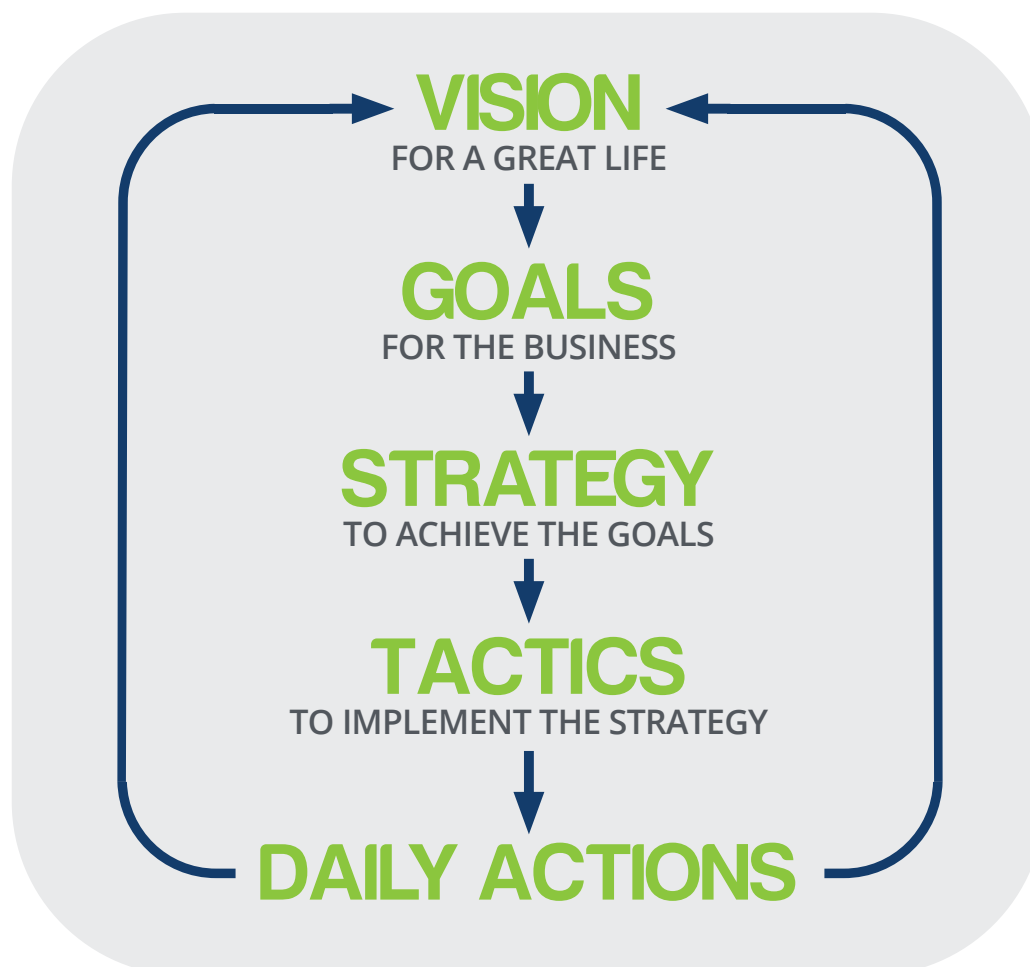 VISION
FOR A GREAT LIFE
GOALS
FOR THE BUSINESS
STRATEGY
TO ACHIEVE THE GOALS
TACTICS
TO IMPLEMENT THE STRATEGY
DAILY ACTIONS